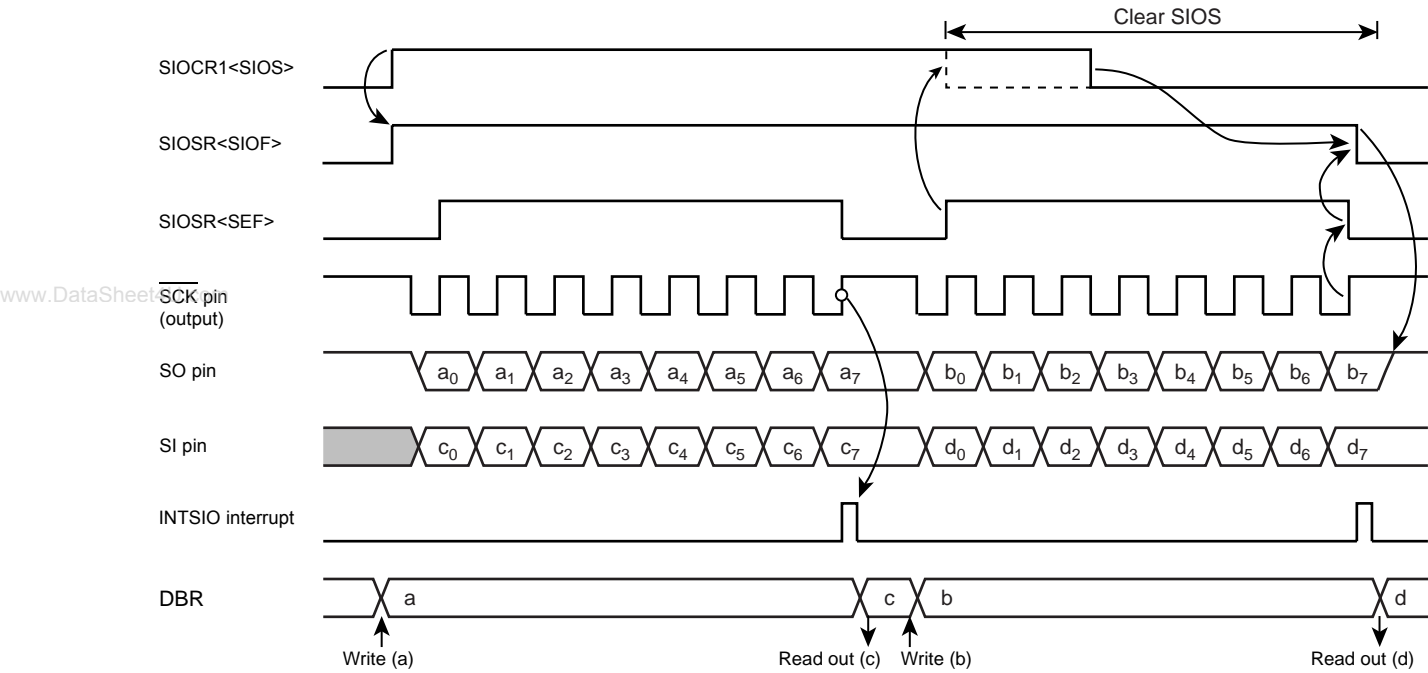 Clear SIOS
SIOCR1<SIOS>
SIOSR<SIOF>
SIOSR<SEF>
www.DataSheet4U.com
SCK pin
(output)
SO pin
a0 a1 a2 a3 a4 a5 a6 a7 b0 b1 b2 b3 b4 b5 b6 b7
SI pin
c0 c1 c2 c3 c4 c5 c6 c7 d0 d1 d2 d3 d4 d5 d6 d7
INTSIO interrupt
DBR
a c b d
Write (a) Read out (c) Write (b) Read out (d)